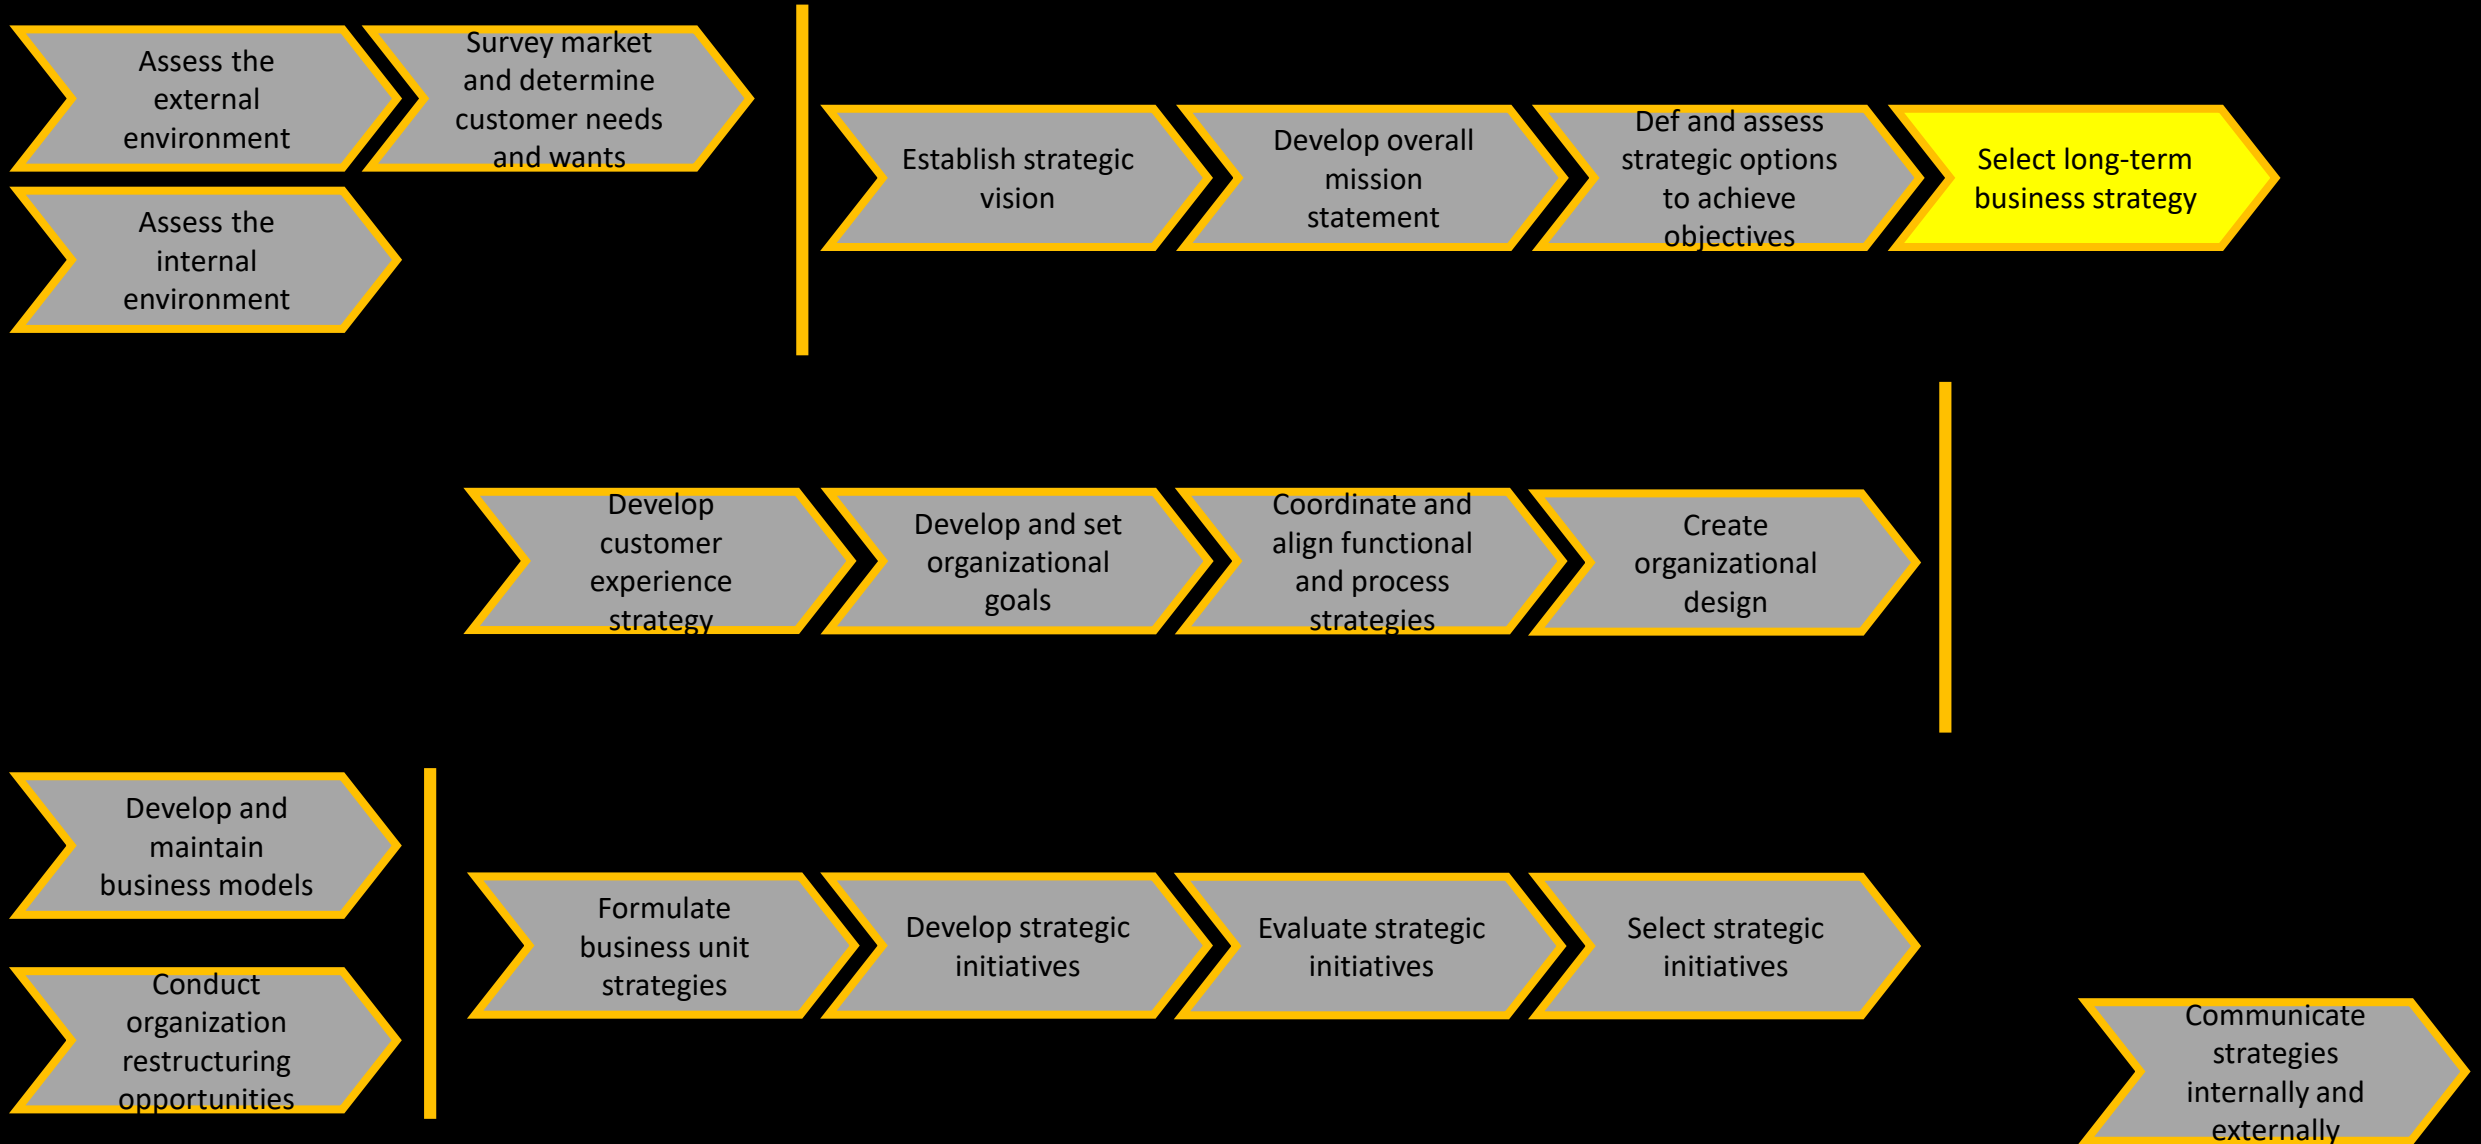 Assess the
external
environment
Survey market
and determine
customer needs
and wants
Assess the
internal
environment
Establish strategic
vision
Develop overall
mission
statement
Def and assess
strategic options
to achieve
objectives
Select long-term
business strategy
Develop
customer
experience
strategy
Develop and set
organizational
goals
Coordinate and
align functional
and process
strategies
Create
organizational
design
Develop and
maintain
business models
Conduct
organization
restructuring
opportunities
Formulate
business unit
strategies
Develop strategic
initiatives
Evaluate strategic
initiatives
Select strategic
initiatives
Communicate
strategies
internally and
externally